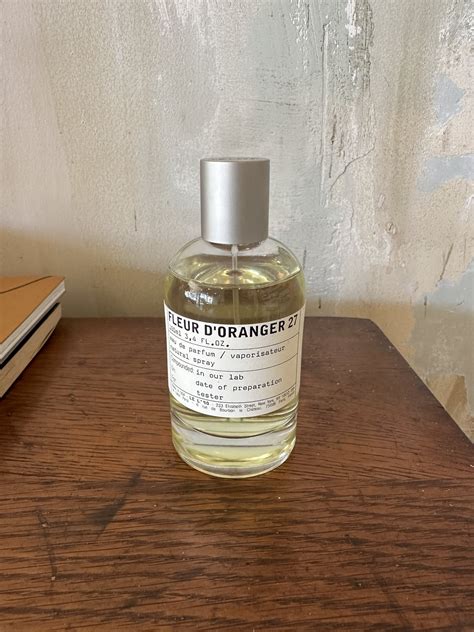 FLEUR D'ORANGER 27
100ml 3,4 FL.OZ.
eau de parfum / vaporisateur
natural spray
compounded in our lab
date of preparation
tester